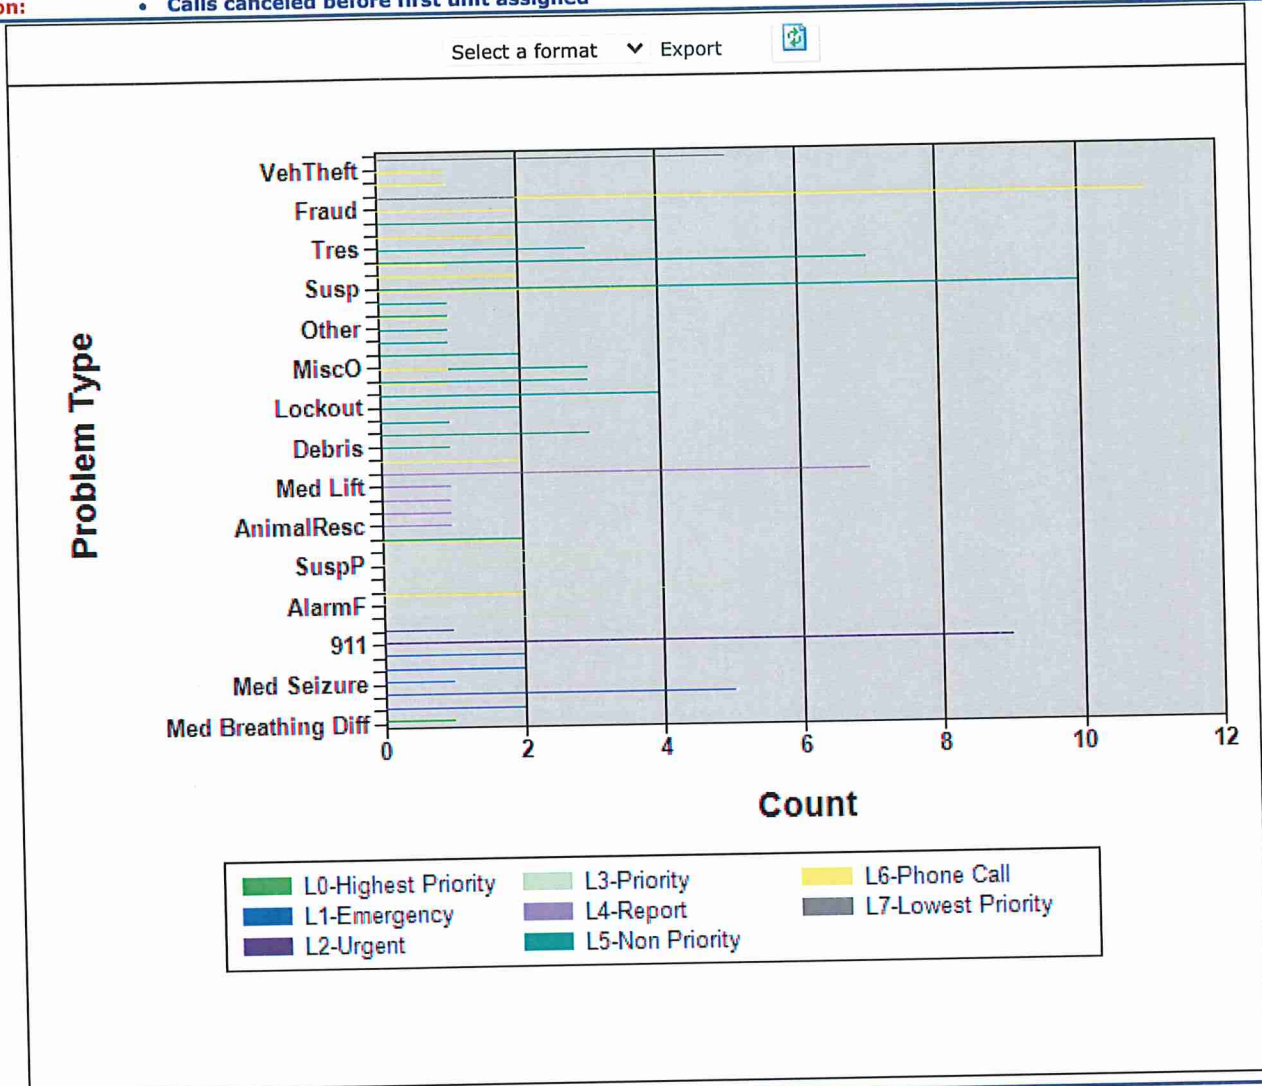 on:
• Calls canceled before first unit assigned
Select a format Export
VehTheft
Fraud
Tres
Susp
Other
MiscO
Lockout
Debris
Med Lift
AnimalResc
SuspP
AlarmF
911
Med Seizure
Med Breathing Diff
Problem Type
0 2 4 6 8 10 12
Count
L0-Highest Priority L3-Priority L6-Phone Call
L1-Emergency L4-Report L7-Lowest Priority
L2-Urgent L5-Non Priority